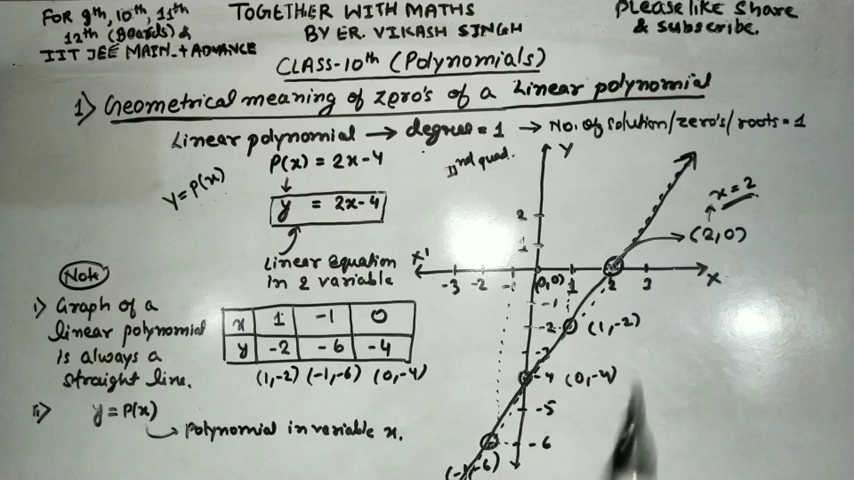 FOR 9th, 10th, 11th
12th (Boards) &
IIT JEE MAIN + ADVANCE
TOGETHER WITH MATHS
BY ER. VIKASH SINGH
please like share
& subscribe.
CLASS-10th (Polynomials)
1) Geometrical meaning of zero's of a Linear polynomial
Linear polynomial → degree = 1 → No. of solution/zero's/roots = 1
P(x) = 2x-4
y = P(x)
y = 2x-4
Linear Equation
in 2 variable
Note
i) Graph of a
linear polynomial
is always a
straight line.
x 1 -1 0
y -2 -6 -4
(1,-2) (-1,-6) (0,-4)
ii) y = P(x)
polynomial in variable x.
IInd quad.
Y
x = 2
2
(2,0)
1
X'
-3 -2 -1 (0,0) 1 2 3
X
-1
-2
(1,-2)
-3
-4 (0,-4)
-5
-6
(-1,-6)